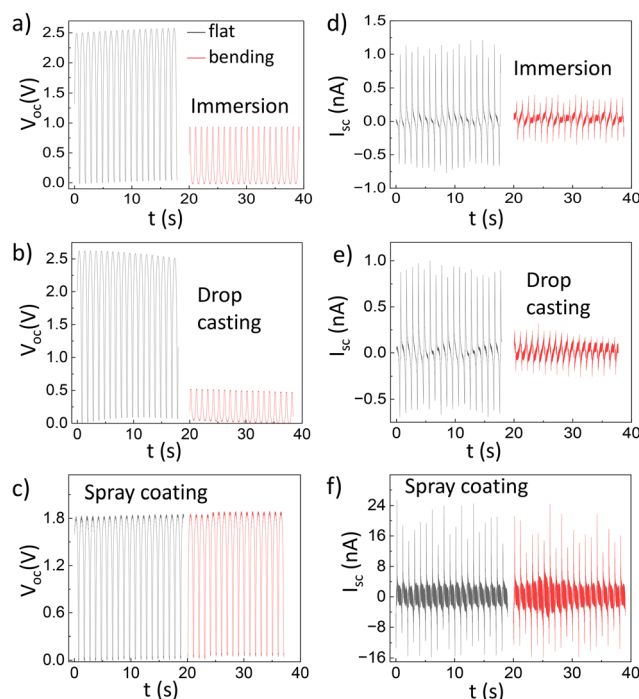 a)
flat
bending
Immersion
Voc(V)
2.5
2.0
1.5
1.0
0.5
0.0
0 10 20 30 40
t (s)
d)
Immersion
Isc (nA)
1.5
1.0
0.5
0.0
−0.5
−1.0
0 10 20 30 40
t (s)
b)
Drop
casting
Voc(V)
2.5
2.0
1.5
1.0
0.5
0.0
0 10 20 30 40
t (s)
e)
Drop
casting
Isc (nA)
1.0
0.5
0.0
−0.5
0 10 20 30 40
t (s)
c)
Spray coating
Voc(V)
1.8
1.2
0.6
0.0
0 10 20 30 40
t (s)
f)
Spray coating
Isc (nA)
24
16
8
0
−8
−16
0 10 20 30 40
t (s)